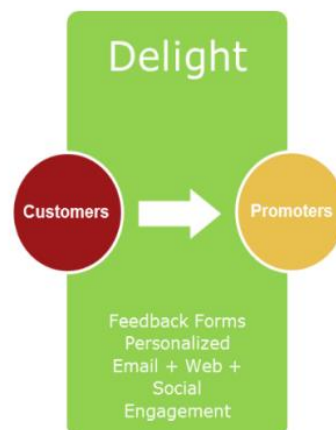 Delight
Customers
Promoters
Feedback Forms
Personalized
Email + Web +
Social
Engagement